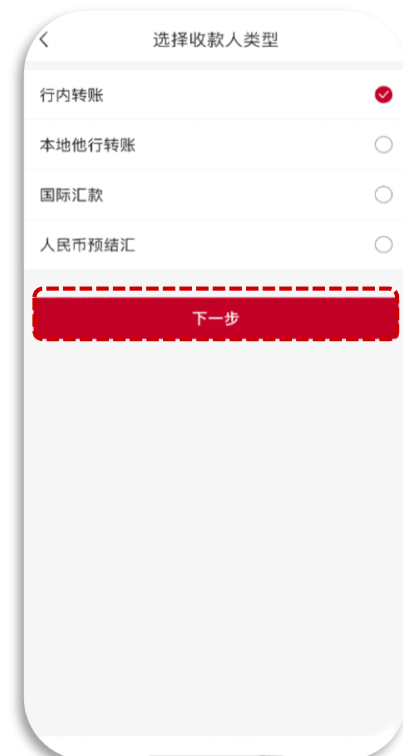 选择收款人类型
行内转账
本地他行转账
国际汇款
人民币预结汇
下一步